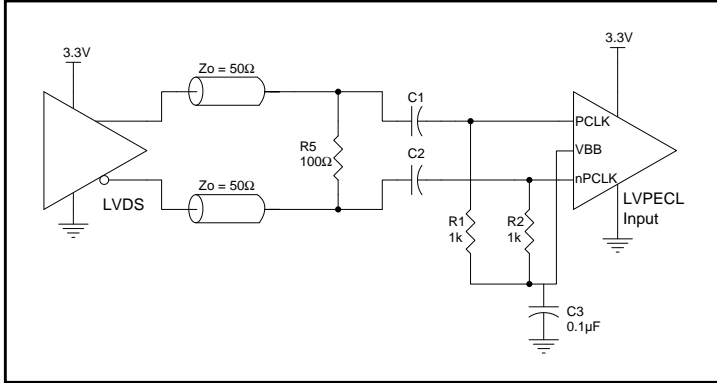 3.3V
3.3V
Zo = 50Ω
C1
PCLK
R5
100Ω
VBB
C2
nPCLK
Zo = 50Ω
LVDS
LVPECL
Input
R1
1k
R2
1k
C3
0.1µF